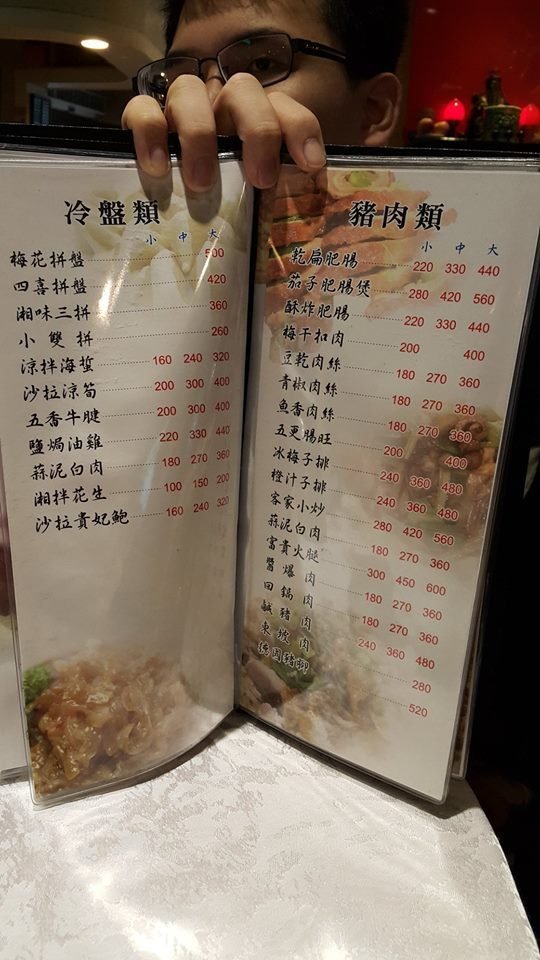 冷盤類
小 中 大
梅花拼盤 500
四喜拼盤 420
湘味三拼 360
小雙拼 260
涼拌海蜇 160 240 320
沙拉涼筍 200 300 400
五香牛腱 200 300 400
鹽焗油雞 220 330 440
蒜泥白肉 180 270 360
湘拌花生 100 150 200
沙拉貴妃鮑 160 240 320
豬肉類
小 中 大
乾扁肥腸 220 330 440
茄子肥腸煲 280 420 560
酥炸肥腸 220 330 440
梅干扣肉 200 400
豆乾肉絲 180 270 360
青椒肉絲 180 270 360
魚香肉絲 180 270 360
五更腸旺 200 400
冰梅子排 240 360 480
橙汁子排 240 360 480
客家小炒 280 420 560
蒜泥白肉 180 270 360
富貴火腿 300 450 600
醬爆肉 180 270 360
回鍋肉 180 270 360
鹹豬肉 240 360 480
東坡肉 280
德國豬腳 520